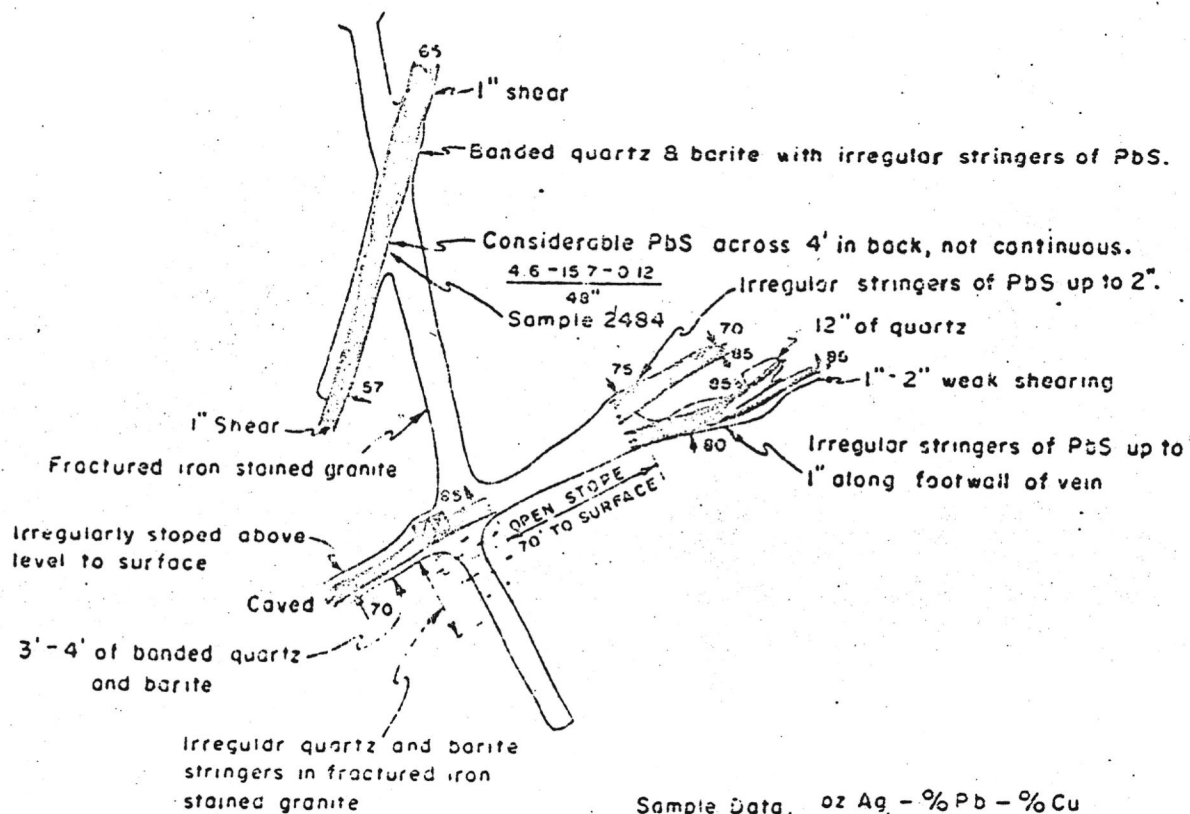 65
1" shear
Banded quartz & barite with irregular stringers of PbS.
Considerable PbS across 4' in back, not continuous.
4.6-15.7-0.12
48"
Sample 2484
Irregular stringers of PbS up to 2".
70
12" of quartz
85
85
75
85
1"-2" weak shearing
57
1" Shear
80
Irregular stringers of PbS up to
1" along footwall of vein
Fractured iron stained granite
85
OPEN STOPE
70' TO SURFACE
Irregularly stoped above
level to surface
Caved
70
3'-4' of banded quartz
and barite
Irregular quartz and barite
stringers in fractured iron
stained granite
Sample Data. oz Ag - % Pb - % Cu